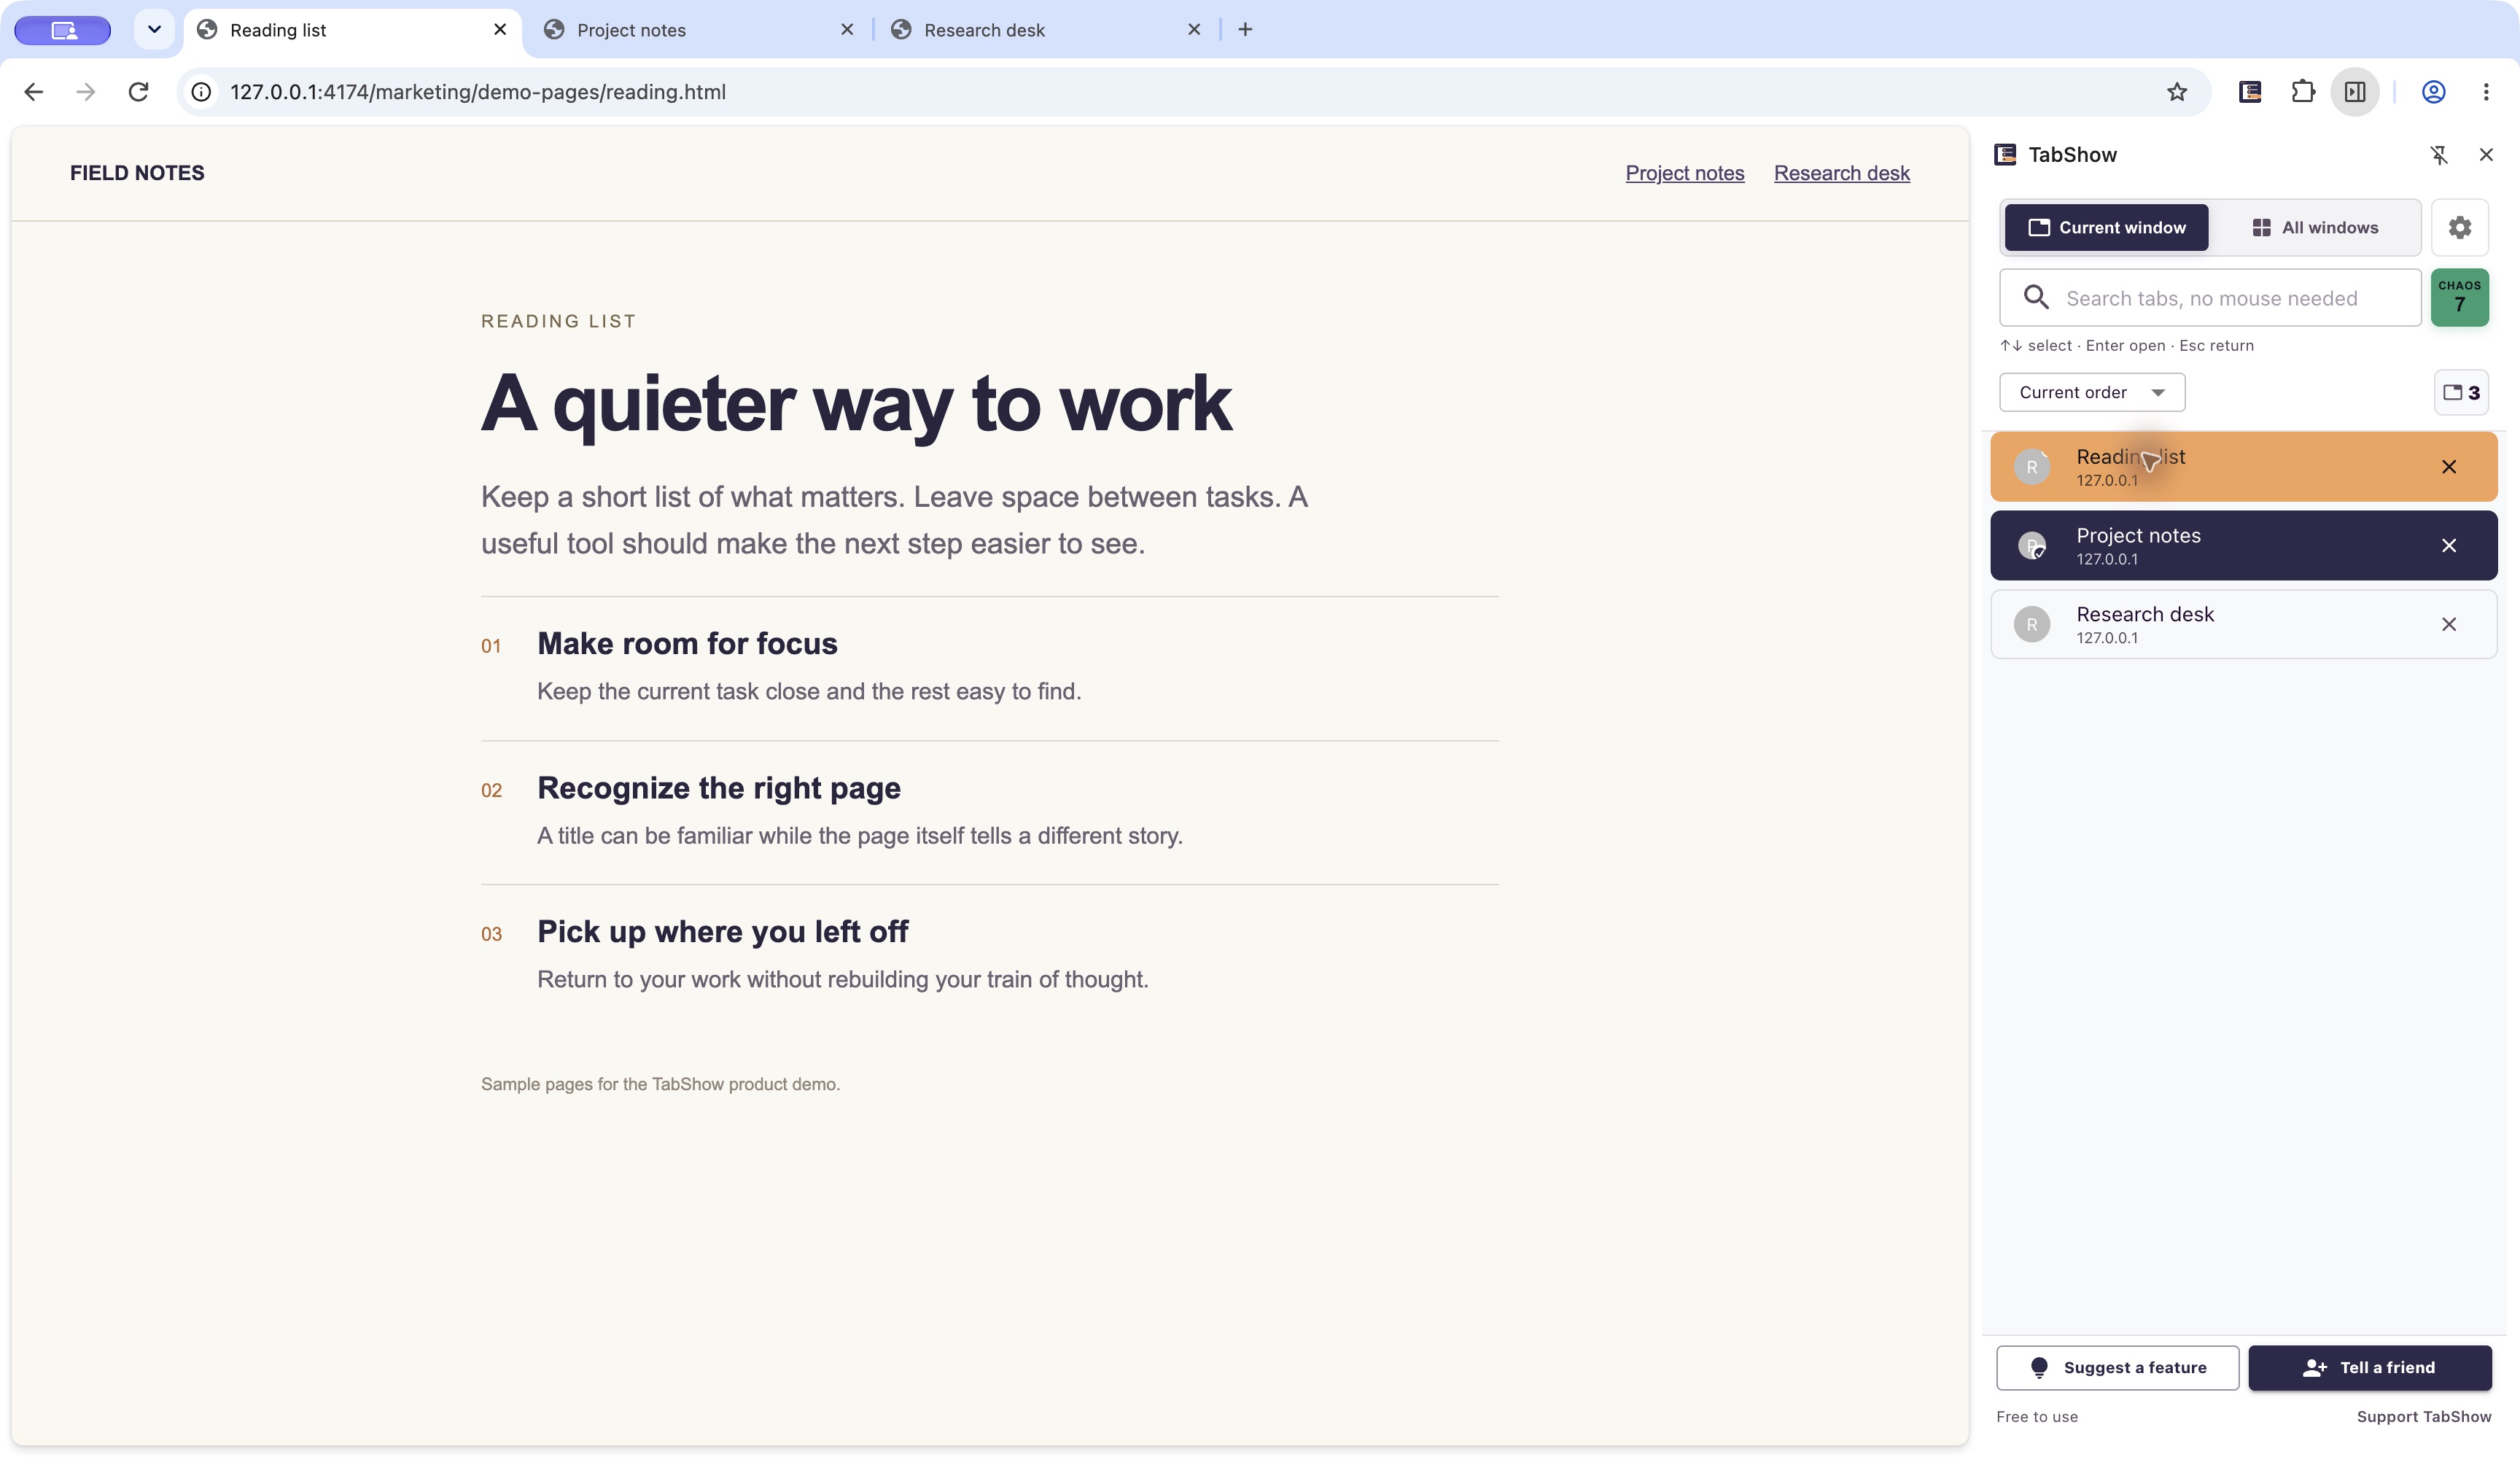 Reading list
Project notes
Research desk
127.0.0.1:4174/marketing/demo-pages/reading.html
FIELD NOTES
Project notes
Research desk
READING LIST
A quieter way to work
Keep a short list of what matters. Leave space between tasks. A
useful tool should make the next step easier to see.
01
Make room for focus
Keep the current task close and the rest easy to find.
02
Recognize the right page
A title can be familiar while the page itself tells a different story.
03
Pick up where you left off
Return to your work without rebuilding your train of thought.
Sample pages for the TabShow product demo.
TabShow
Current window
All windows
Search tabs, no mouse needed
CHAOS
7
↑↓ select · Enter open · Esc return
Current order
3
R
Reading list
127.0.0.1
Project notes
127.0.0.1
R
Research desk
127.0.0.1
Suggest a feature
Tell a friend
Free to use
Support TabShow